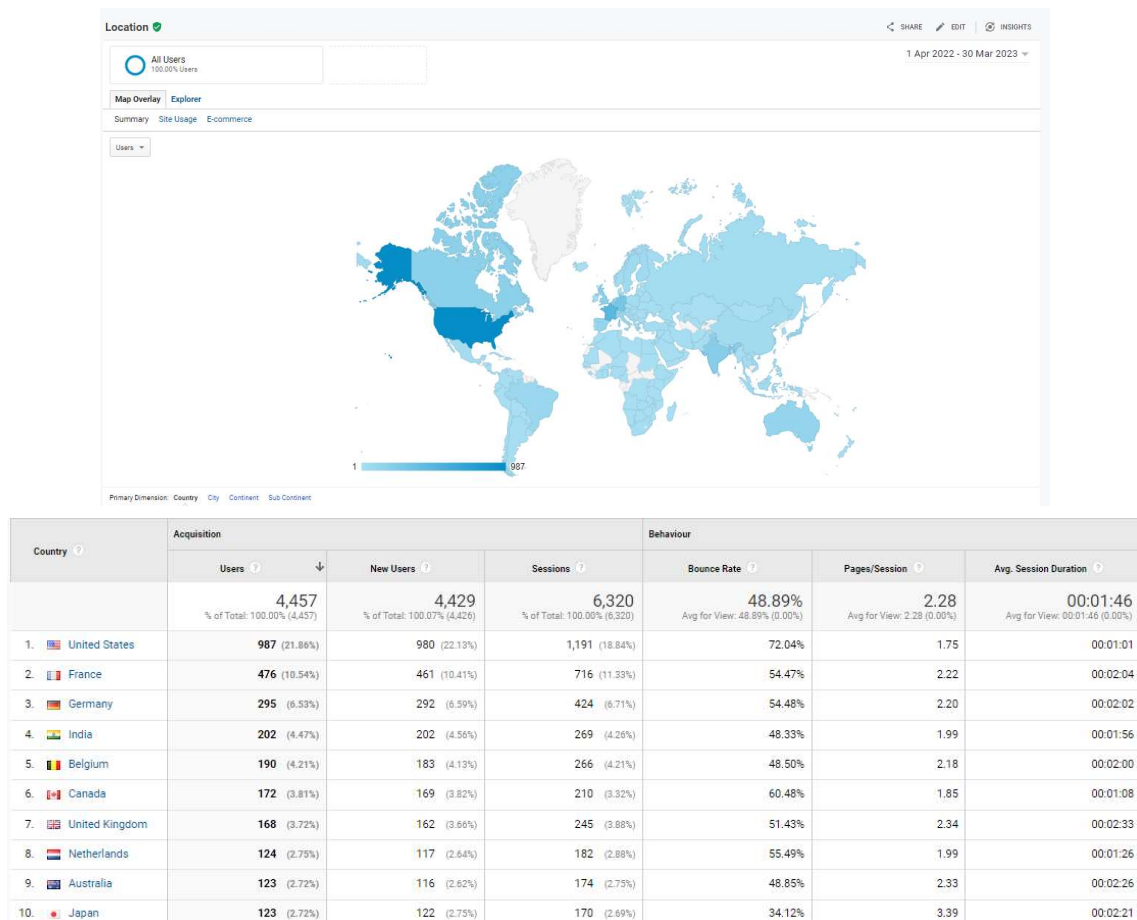 Location
SHARE EDIT INSIGHTS
All Users
100.00% Users
1 Apr 2022 - 30 Mar 2023
Map Overlay Explorer
Summary Site Usage E-commerce
Users
1 987
Primary Dimension: Country City Continent Sub Continent
Country ? Acquisition Behaviour
Users ? New Users ? Sessions ? Bounce Rate ? Pages/Session ? Avg. Session Duration ?
4,457 4,429 6,320 48.89% 2.28 00:01:46
% of Total: 100.00% (4,457) % of Total: 100.07% (4,426) % of Total: 100.00% (6,320) Avg for View: 48.89% (0.00%) Avg for View: 2.28 (0.00%) Avg for View: 00:01:46 (0.00%)
1. United States 987 (21.86%) 980 (22.13%) 1,191 (18.84%) 72.04% 1.75 00:01:01
2. France 476 (10.54%) 461 (10.41%) 716 (11.33%) 54.47% 2.22 00:02:04
3. Germany 295 (6.53%) 292 (6.59%) 424 (6.71%) 54.48% 2.20 00:02:02
4. India 202 (4.47%) 202 (4.56%) 269 (4.26%) 48.33% 1.99 00:01:56
5. Belgium 190 (4.21%) 183 (4.13%) 266 (4.21%) 48.50% 2.18 00:02:00
6. Canada 172 (3.81%) 169 (3.82%) 210 (3.32%) 60.48% 1.85 00:01:08
7. United Kingdom 168 (3.72%) 162 (3.66%) 245 (3.88%) 51.43% 2.34 00:02:33
8. Netherlands 124 (2.75%) 117 (2.64%) 182 (2.88%) 55.49% 1.99 00:01:26
9. Australia 123 (2.72%) 116 (2.62%) 174 (2.75%) 48.85% 2.33 00:02:26
10. Japan 123 (2.72%) 122 (2.75%) 170 (2.69%) 34.12% 3.39 00:02:21